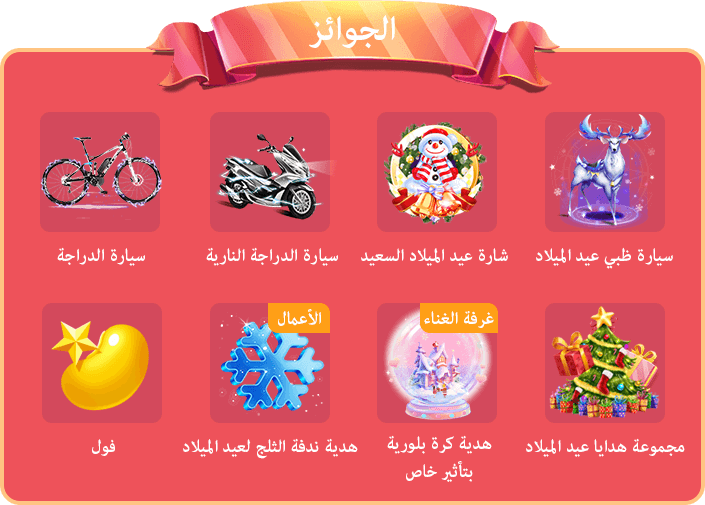 الجوائز
سيارة ظبي عيد الميلاد
شارة عيد الميلاد السعيد
سيارة الدراجة النارية
سيارة الدراجة
غرفة الغناء
الأعمال
مجموعة هدايا عيد الميلاد
هدية كرة بلورية
بتأثير خاص
هدية ندفة الثلج لعيد الميلاد
فول